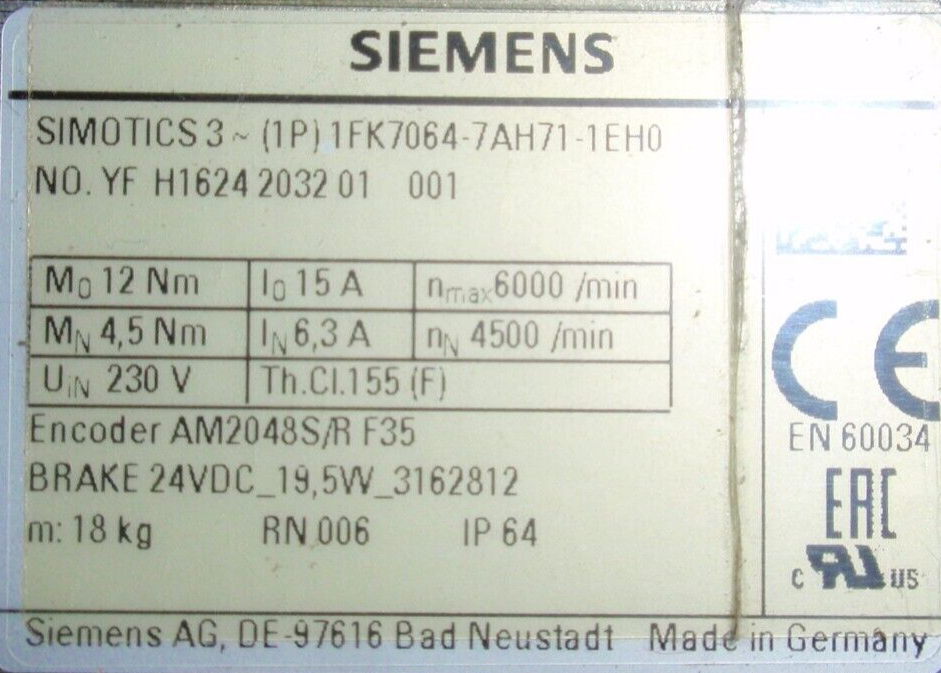 SIEMENS
SIMOTICS 3 ~ (1P) 1FK7064-7AH71-1EH0
NO. YF H1624 2032 01 001
M0 12 Nm I0 15 A nmax 6000 /min
MN 4,5 Nm IN 6,3 A nN 4500 /min
UIN 230 V Th.Cl.155 (F)
Encoder AM2048S/R F35
BRAKE 24VDC_19,5W_3162812
m: 18 kg RN 006 IP 64
CE
EN 60034
EAC
c RU US
Siemens AG, DE-97616 Bad Neustadt Made in Germany